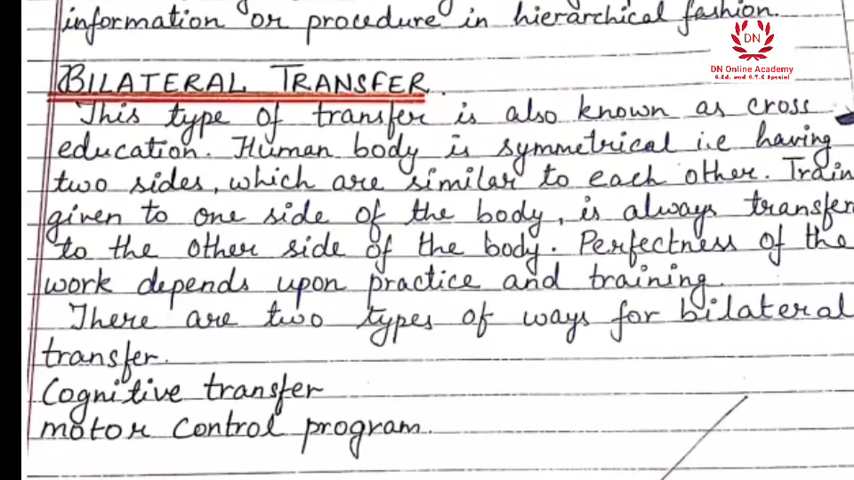 information or procedure in hierarchical fashion.
DN
DN Online Academy
B.Ed. and B.T.C Special
BILATERAL TRANSFER.
This type of transfer is also known as cross
education. Human body is symmetrical i.e having
two sides, which are similar to each other. Train
given to one side of the body, is always transfer
to the other side of the body. Perfectness of the
work depends upon practice and training.
There are two types of ways for bilateral
transfer.
Cognitive transfer
motor control program.